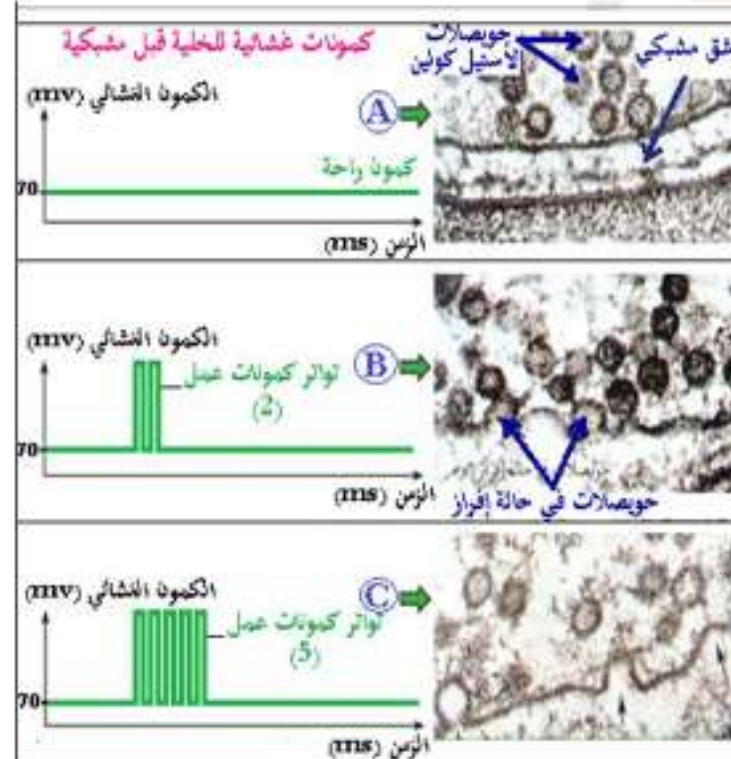 كمونات غشائية للخلية قبل مشبكية
حويصلات
لأستيل كولين
شق مشبكي
الكمون الغشائي (mv)
A
كمون راحة
70
الزمن (ms)
الكمون الغشائي (mv)
B
تواتر كمونات عمل
(2)
70
الزمن (ms)
حويصلات في حالة إفراز
الكمون الغشائي (mv)
C
تواتر كمونات عمل
(5)
70
الزمن (ms)